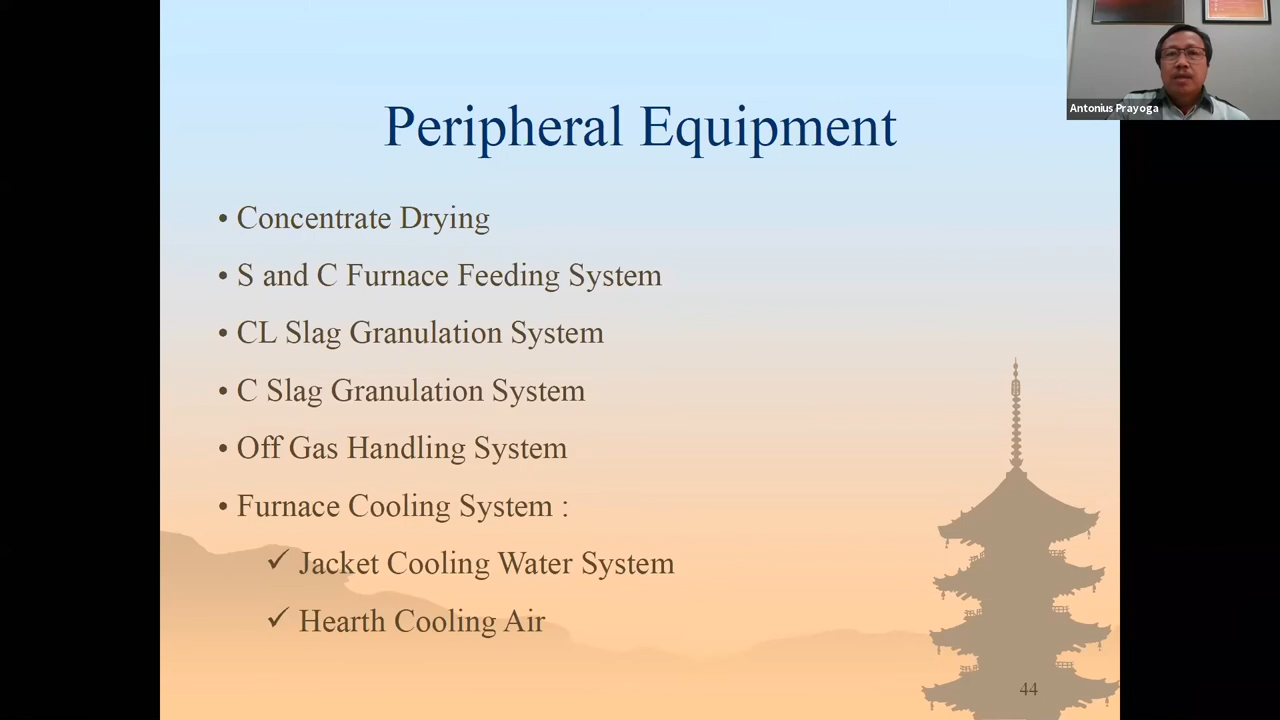 Peripheral Equipment
• Concentrate Drying
• S and C Furnace Feeding System
• CL Slag Granulation System
• C Slag Granulation System
• Off Gas Handling System
• Furnace Cooling System :
✓ Jacket Cooling Water System
✓ Hearth Cooling Air
44
Antonius Prayoga